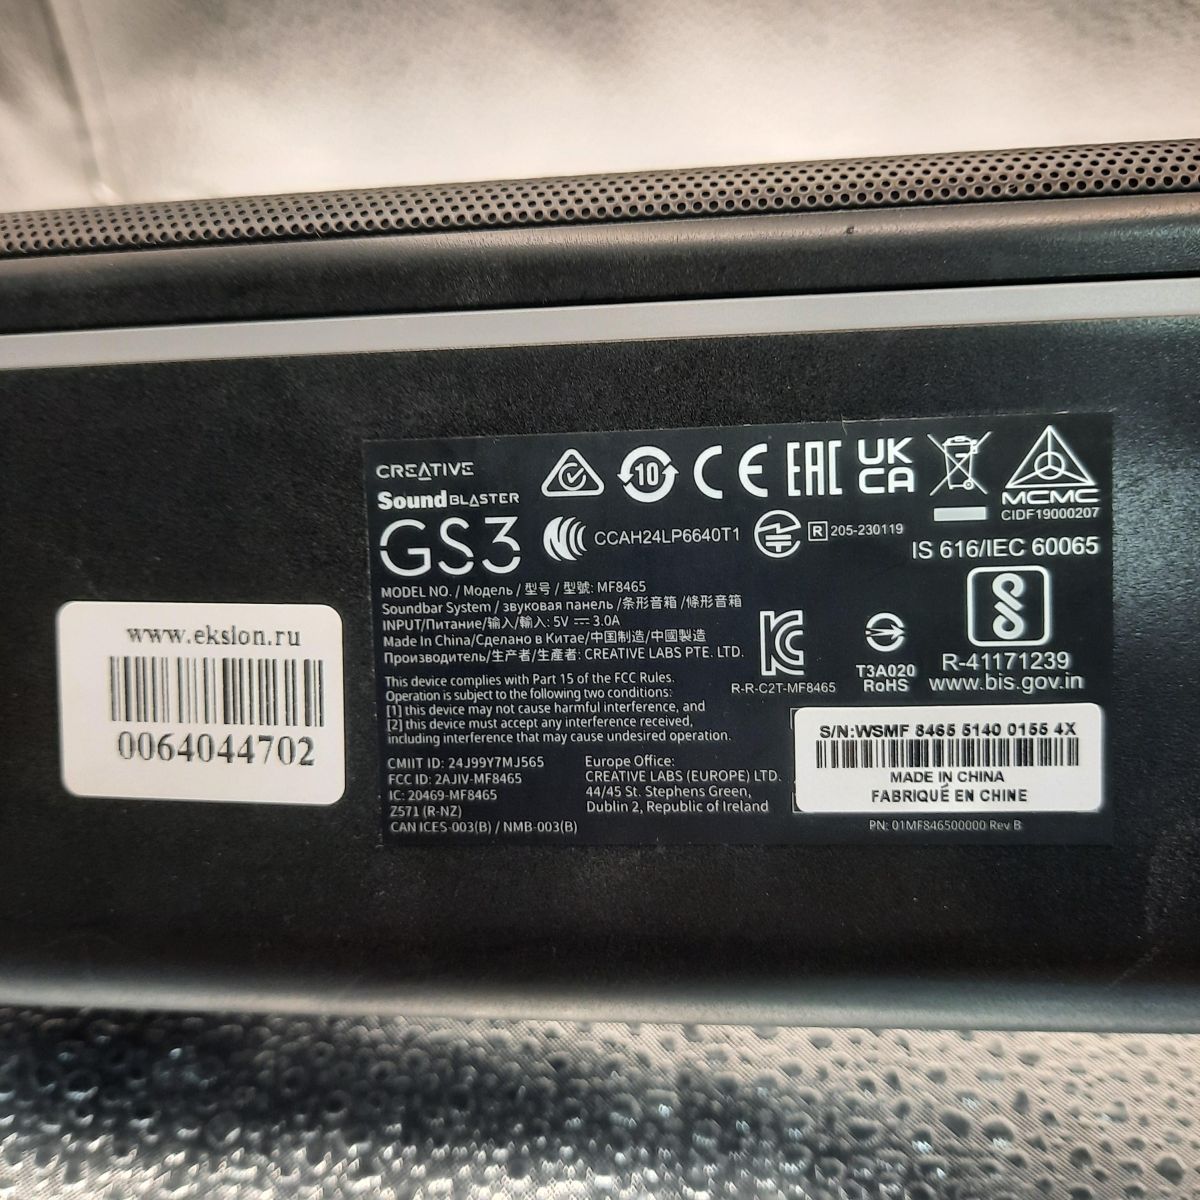 CREATIVE
Sound BLASTER
GS3
10
CE
EAC
UK
CA
MCMC
CIDF19000207
CCAH24LP6640T1
R 205-230119
IS 616/IEC 60065
MODEL NO. / Модель / 型号 / 型號: MF8465
Soundbar System / звуковая панель /条形音箱 /條形音箱
INPUT/Питание/输入/輸入: 5V ⎓ 3.0A
Made In China/Сделано в Китае/中国制造/中國製造
Производитель/生产者/生產者: CREATIVE LABS PTE. LTD.
This device complies with Part 15 of the FCC Rules.
Operation is subject to the following two conditions:
[1] this device may not cause harmful interference, and
[2] this device must accept any interference received,
including interference that may cause undesired operation.
CMIIT ID: 24J99Y7MJ565
FCC ID: 2AJIV-MF8465
IC: 20469-MF8465
Z571 (R-NZ)
CAN ICES-003(B) / NMB-003(B)
Europe Office:
CREATIVE LABS (EUROPE) LTD.
44/45 St. Stephens Green,
Dublin 2, Republic of Ireland
R-R-C2T-MF8465
T3A020
RoHS
R-41171239
www.bis.gov.in
S/N:WSMF 8465 5140 0155 4X
MADE IN CHINA
FABRIQUÉ EN CHINE
PN: 01MF846500000 Rev B
www.ekslon.ru
0064044702